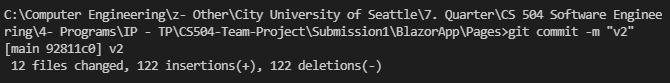 C:\Computer Engineering\z- Other\City University of Seattle\7. Quarter\CS 504 Software Enginee
ring\4- Programs\IP - TP\CS504-Team-Project\Submission1\BlazorApp\Pages>git commit -m "v2"
[main 92811c0] v2
 12 files changed, 122 insertions(+), 122 deletions(-)